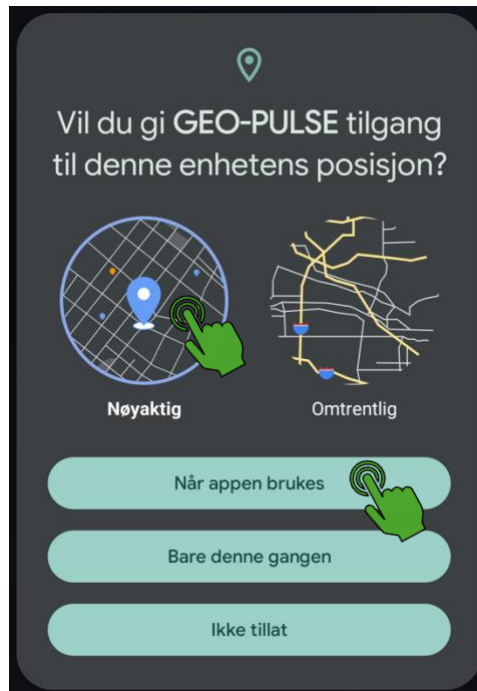 Vil du gi GEO-PULSE tilgang
til denne enhetens posisjon?
Nøyaktig
Omtrentlig
Når appen brukes
Bare denne gangen
Ikke tillat